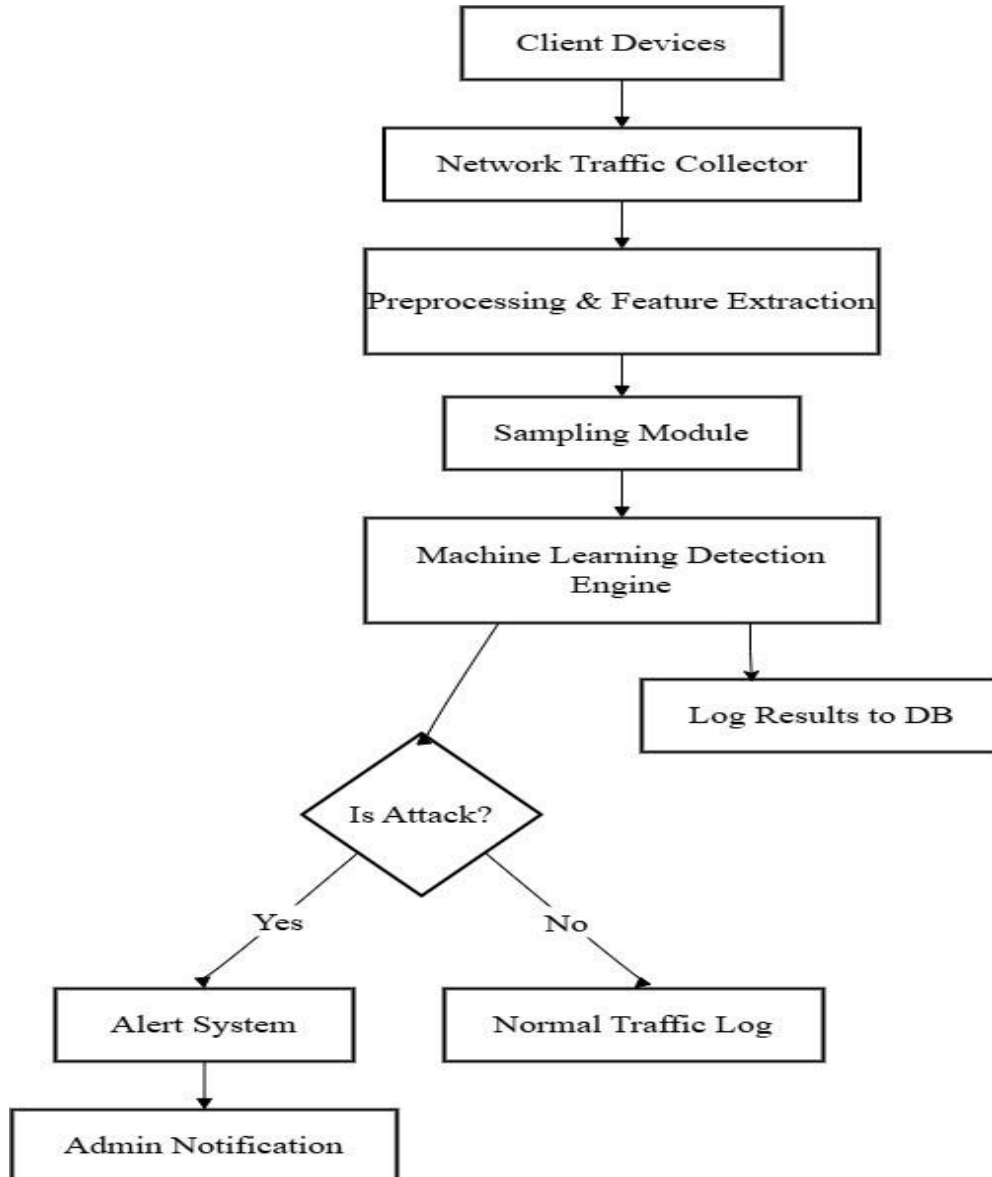 Client Devices
Network Traffic Collector
Preprocessing & Feature Extraction
Sampling Module
Machine Learning Detection
Engine
Log Results to DB
Is Attack?
Yes
No
Alert System
Normal Traffic Log
Admin Notification